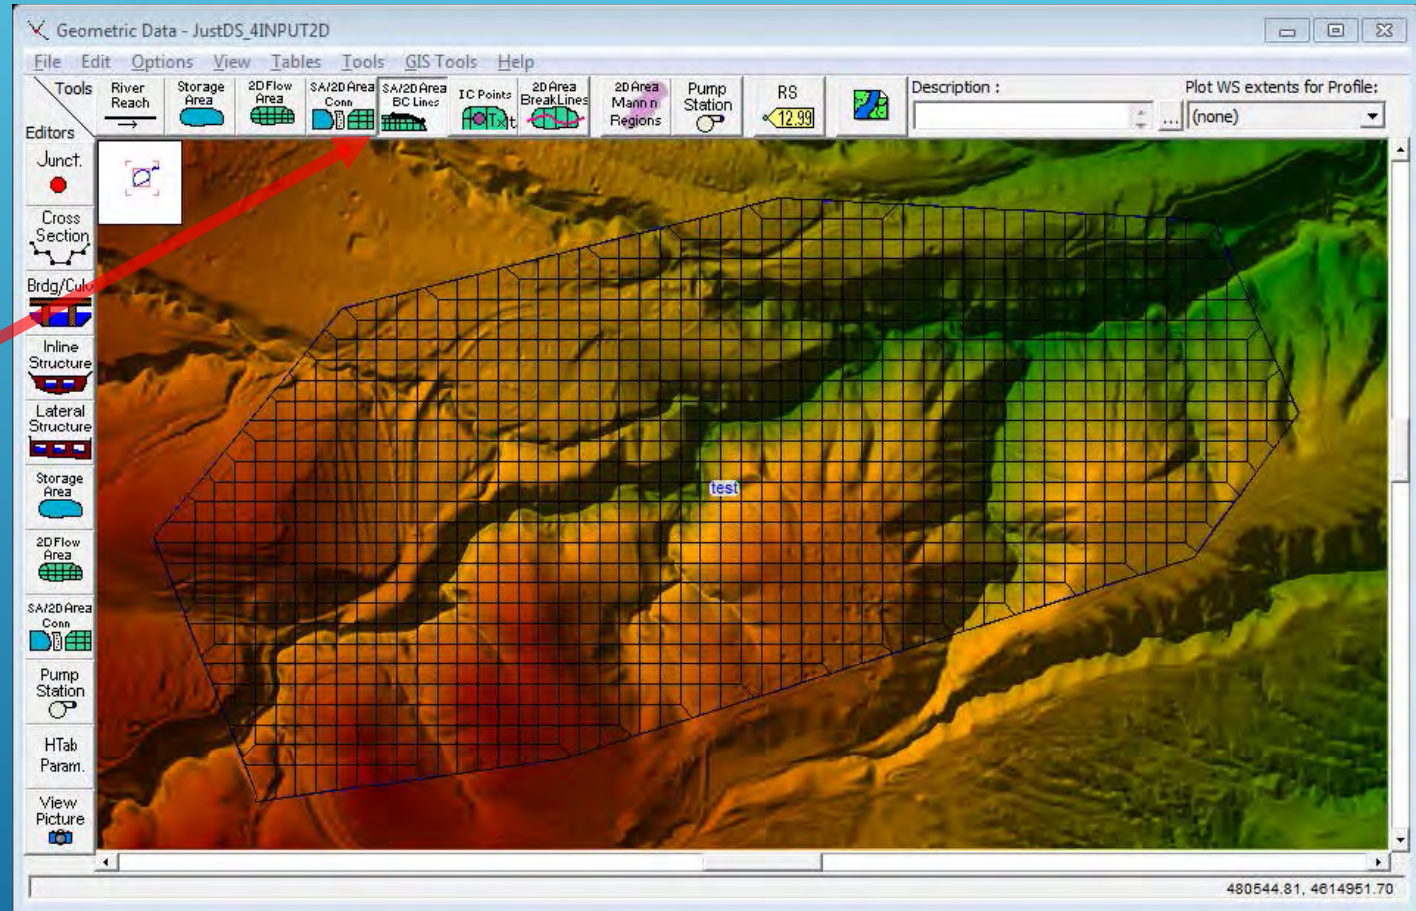 Geometric Data - JustDS_4INPUT2D
File Edit Options View Tables Tools GIS Tools Help
Tools
Editors
River
Reach
Storage
Area
2D Flow
Area
SA/2D Area
Conn
SA/2D Area
BC Lines
IC Points
Txt
2D Area
BreakLines
2D Area
Mann n
Regions
Pump
Station
RS
12.99
Description :
...
Plot WS extents for Profile:
(none)
Junct.
Cross
Section
Brdg/Culv
Inline
Structure
Lateral
Structure
Storage
Area
2D Flow
Area
SA/2D Area
Conn
Pump
Station
HTab
Param.
View
Picture
test
480544.81, 4614951.70